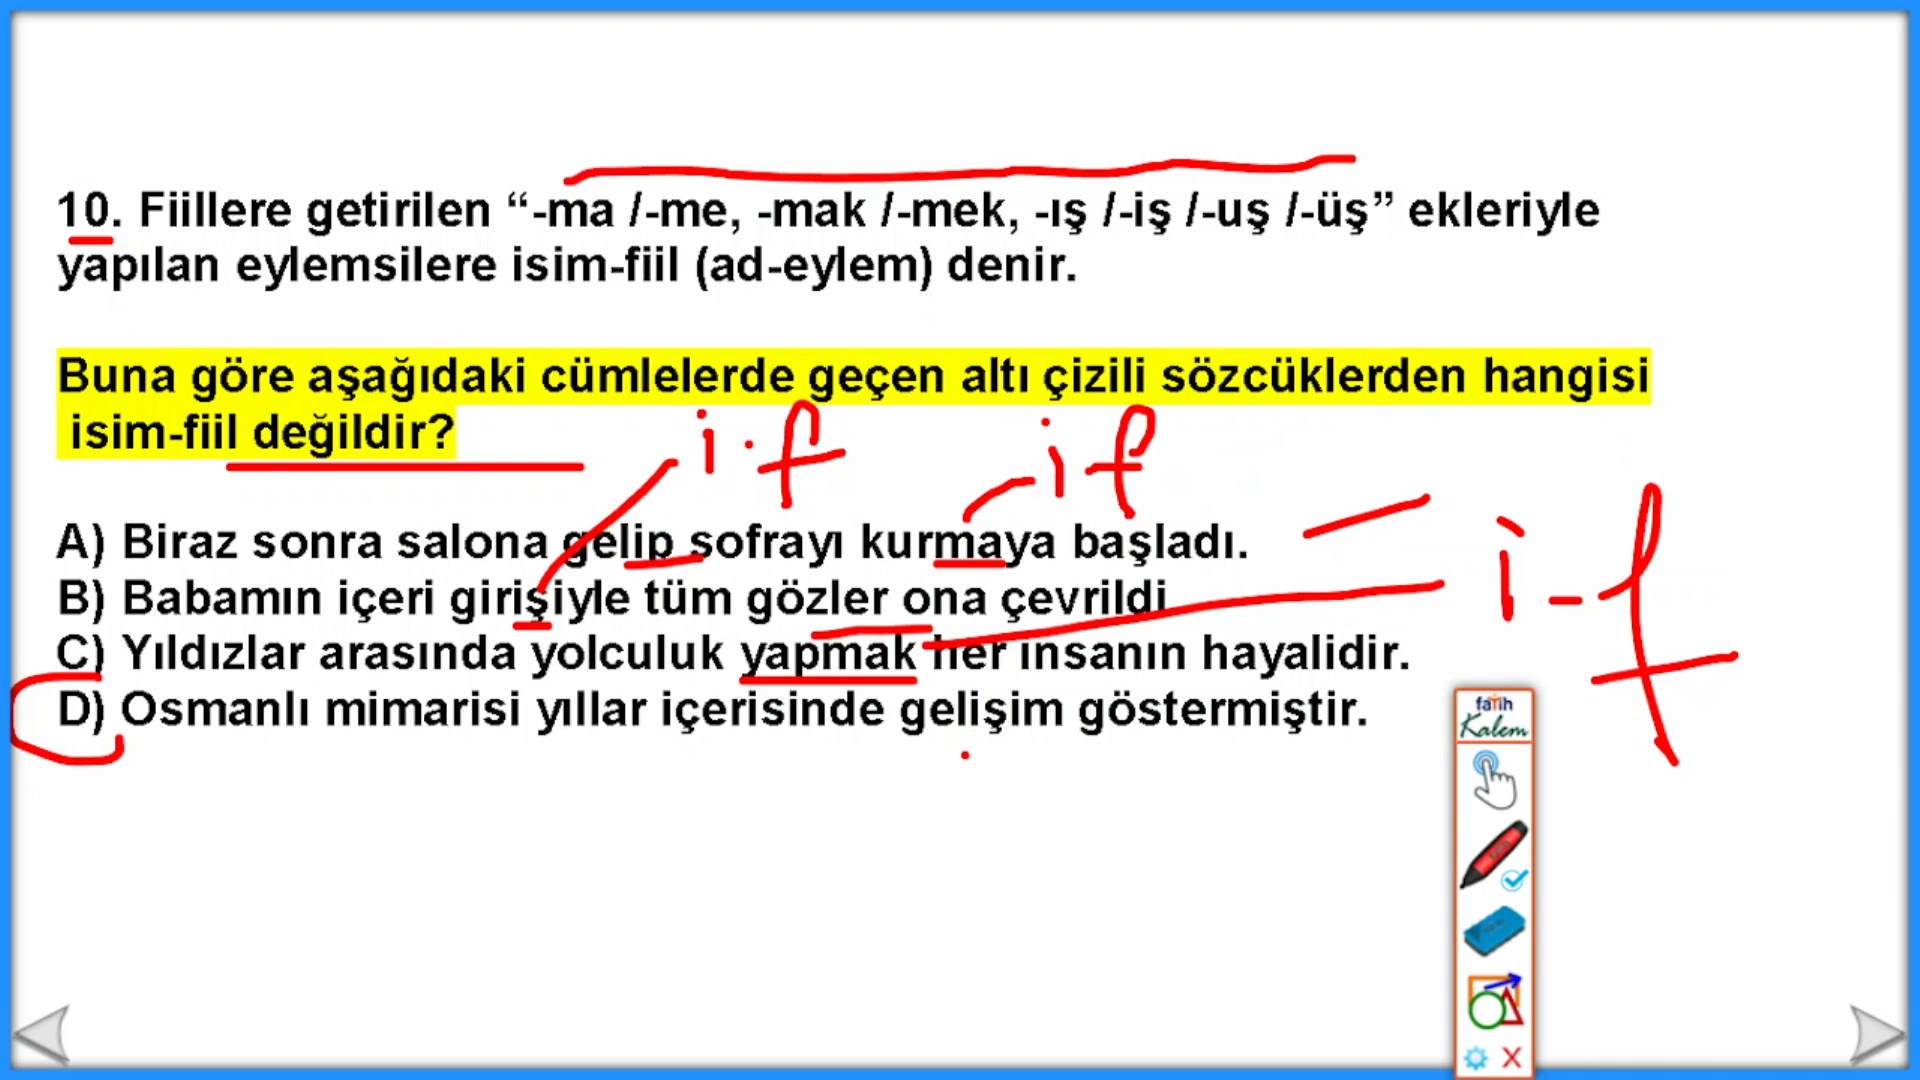 10. Fiillere getirilen “-ma /-me, -mak /-mek, -ış /-iş /-uş /-üş” ekleriyle
yapılan eylemsilere isim-fiil (ad-eylem) denir.
Buna göre aşağıdaki cümlelerde geçen altı çizili sözcüklerden hangisi
isim-fiil değildir?
i.f
if
A) Biraz sonra salona gelip sofrayı kurmaya başladı.
B) Babamın içeri girişiyle tüm gözler ona çevrildi
i-f
C) Yıldızlar arasında yolculuk yapmak her insanın hayalidir.
D) Osmanlı mimarisi yıllar içerisinde gelişim göstermiştir.
fatih
Kalem
X